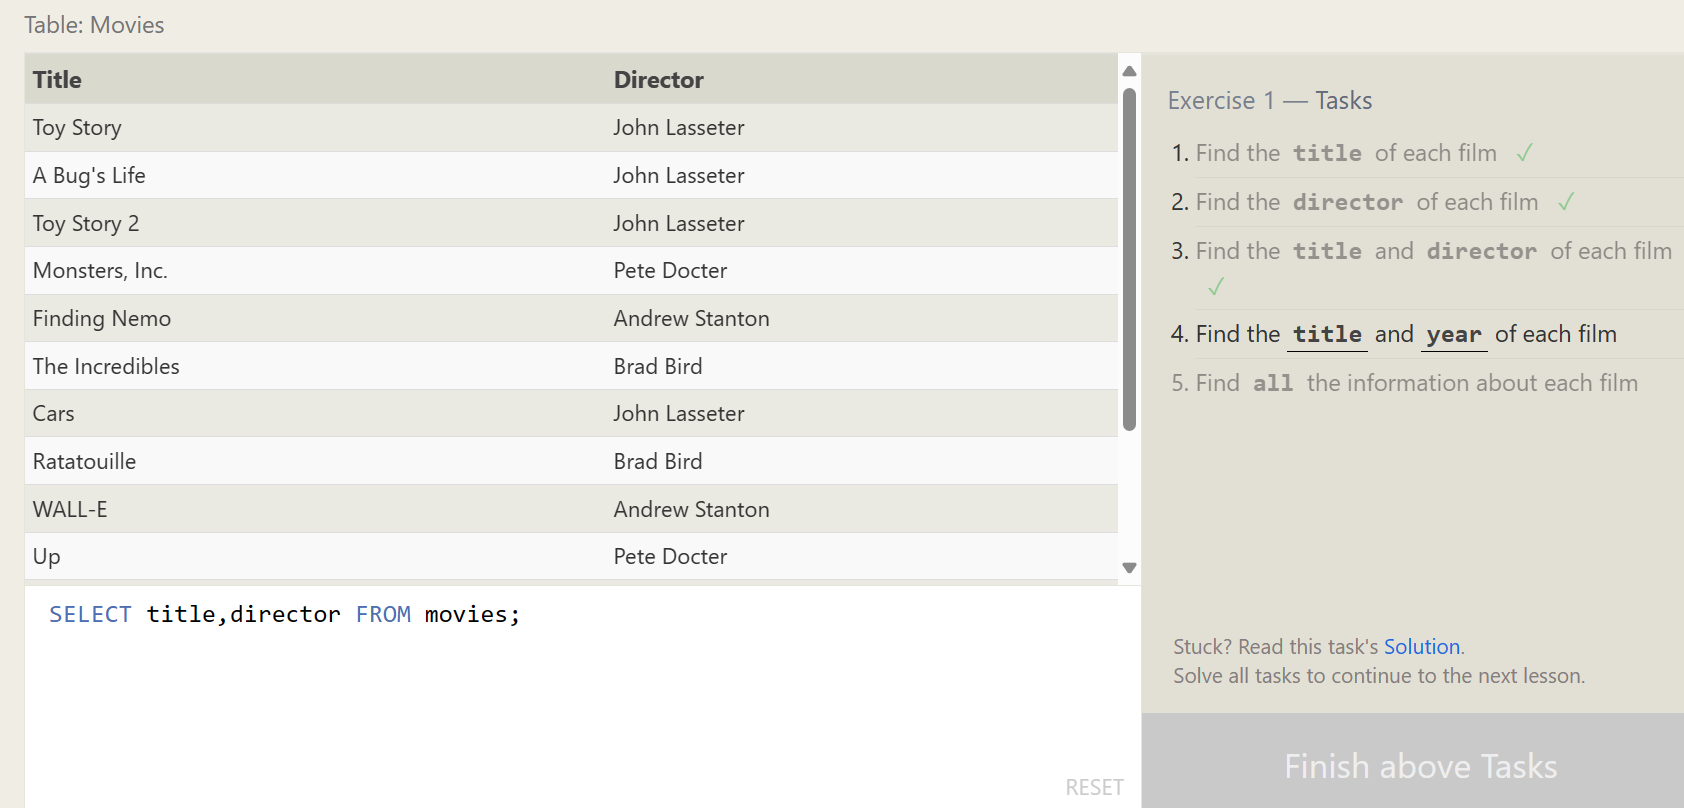 Table: Movies
Title Director
Toy Story John Lasseter
A Bug's Life John Lasseter
Toy Story 2 John Lasseter
Monsters, Inc. Pete Docter
Finding Nemo Andrew Stanton
The Incredibles Brad Bird
Cars John Lasseter
Ratatouille Brad Bird
WALL-E Andrew Stanton
Up Pete Docter
SELECT title,director FROM movies;
RESET
Exercise 1 — Tasks
1. Find the title of each film ✓
2. Find the director of each film ✓
3. Find the title and director of each film
✓
4. Find the title and year of each film
5. Find all the information about each film
Stuck? Read this task's Solution.
Solve all tasks to continue to the next lesson.
Finish above Tasks